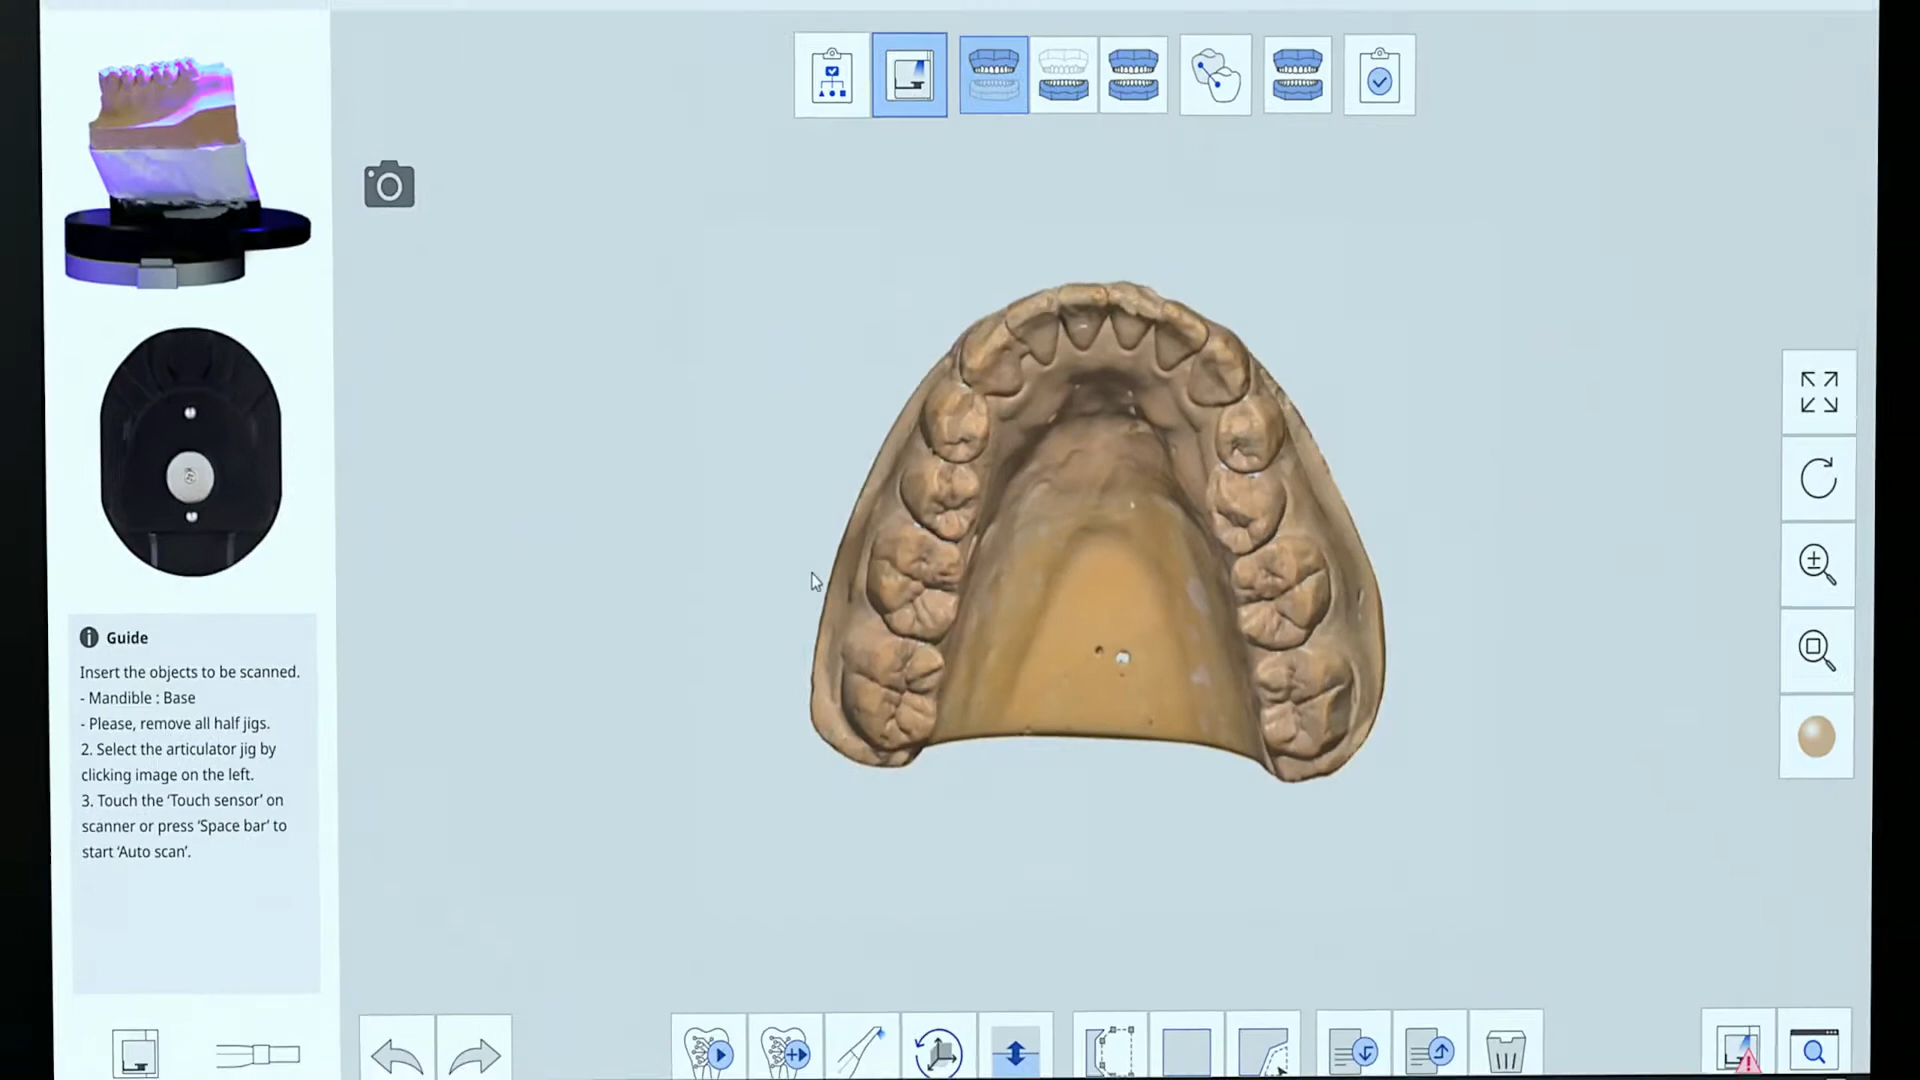 Guide
Insert the objects to be scanned.
- Mandible : Base
- Please, remove all half jigs.
2. Select the articulator jig by
clicking image on the left.
3. Touch the ‘Touch sensor’ on
scanner or press ‘Space bar’ to
start ‘Auto scan’.